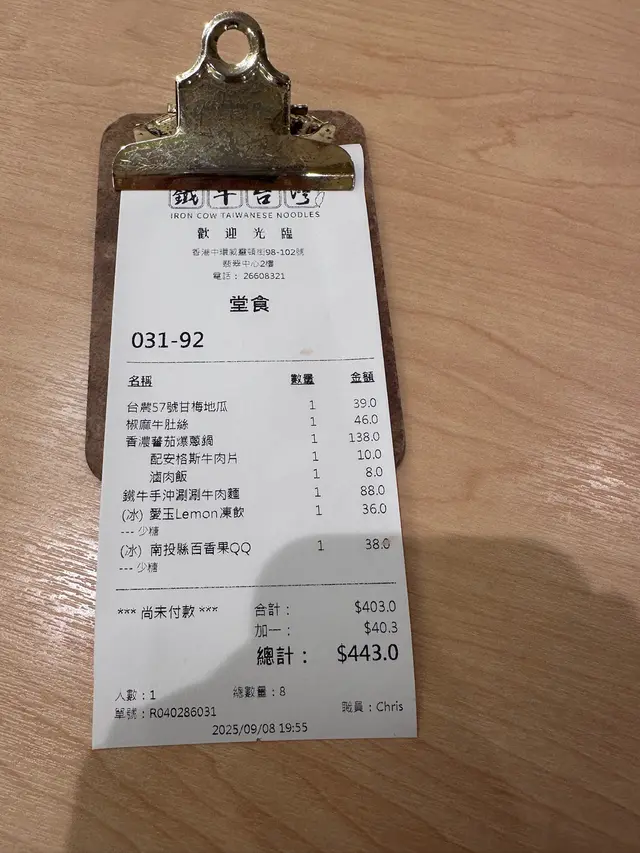 鐵牛台灣
IRON COW TAIWANESE NOODLES
歡迎光臨
香港中環威靈頓街98-102號
翡翠中心2樓
電話： 26608321
堂食
031-92
名稱 數量 金額
台農57號甘梅地瓜 1 39.0
椒麻牛肚絲 1 46.0
香濃蕃茄爆蔥鍋 1 138.0
配安格斯牛肉片 1 10.0
滷肉飯 1 8.0
鐵牛手沖涮涮牛肉麵 1 88.0
(冰) 愛玉Lemon凍飲 1 36.0
--- 少糖
(冰) 南投縣百香果QQ 1 38.0
--- 少糖
*** 尚未付款 *** 合計： $403.0
加一： $40.3
總計： $443.0
人數：1 總數量：8
單號：R040286031 職員：Chris
2025/09/08 19:55